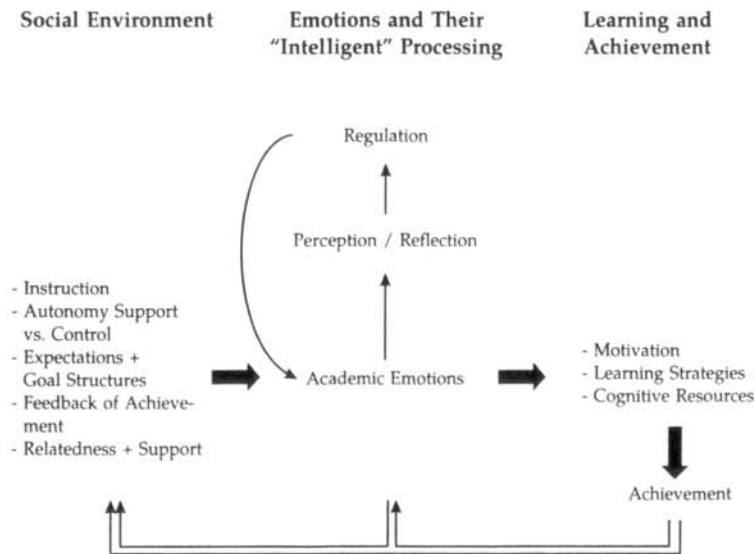 Social Environment
Emotions and Their
“Intelligent” Processing
Learning and
Achievement
Regulation
Perception / Reflection
- Instruction
- Autonomy Support
vs. Control
- Expectations +
Goal Structures
- Feedback of Achieve-
ment
- Relatedness + Support
Academic Emotions
- Motivation
- Learning Strategies
- Cognitive Resources
Achievement